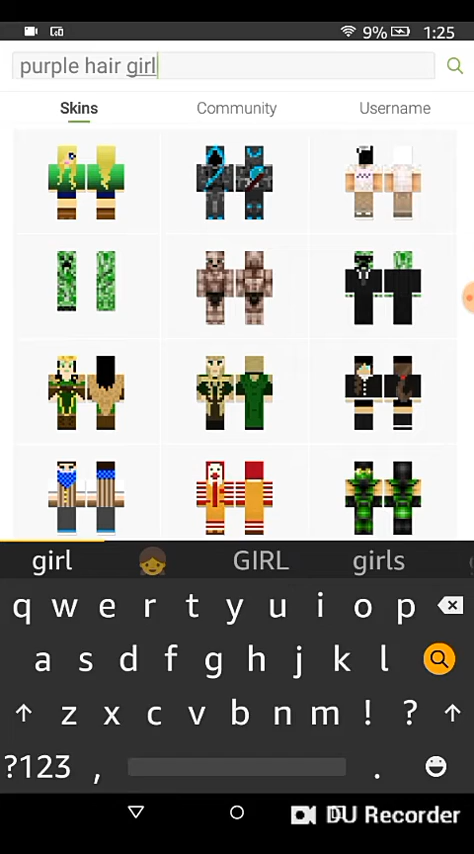 9% 1:25
purple hair girl
Skins Community Username
girl 👧 GIRL girls
q w e r t y u i o p
a s d f g h j k l
z x c v b n m ! ?
?123 , .
DU Recorder